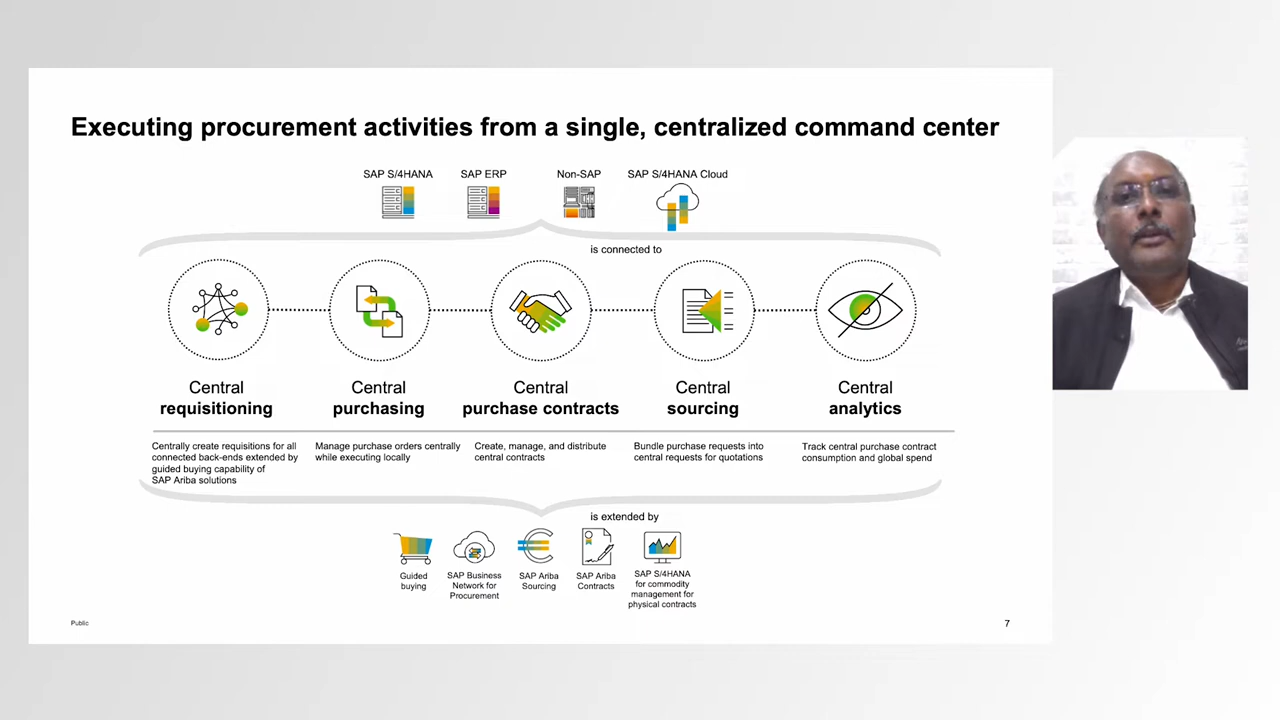 Executing procurement activities from a single, centralized command center
SAP S/4HANA
SAP ERP
Non-SAP
SAP S/4HANA Cloud
is connected to
Central
requisitioning
Central
purchasing
Central
purchase contracts
Central
sourcing
Central
analytics
Centrally create requisitions for all
connected back-ends extended by
guided buying capability of
SAP Ariba solutions
Manage purchase orders centrally
while executing locally
Create, manage, and distribute
central contracts
Bundle purchase requests into
central requests for quotations
Track central purchase contract
consumption and global spend
is extended by
Guided
buying
SAP Business
Network for
Procurement
SAP Ariba
Sourcing
SAP Ariba
Contracts
SAP S/4HANA
for commodity
management for
physical contracts
Public
7